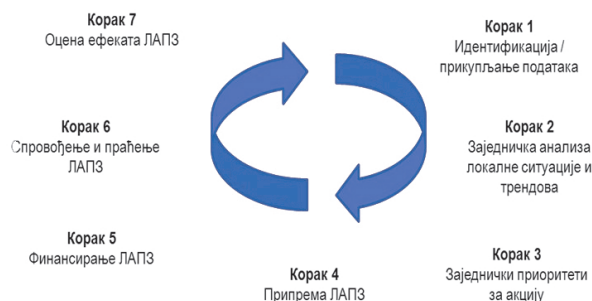 Корак 7
Оцена ефеката ЛАПЗ
Корак 1
Идентификација /
прикупљање података
Корак 2
Заједничка анализа
локалне ситуације и
трендова
Корак 3
Заједнички приоритети
за акцију
Корак 4
Припрема ЛАПЗ
Корак 5
Финансирање ЛАПЗ
Корак 6
Спровођење и праћење
ЛАПЗ